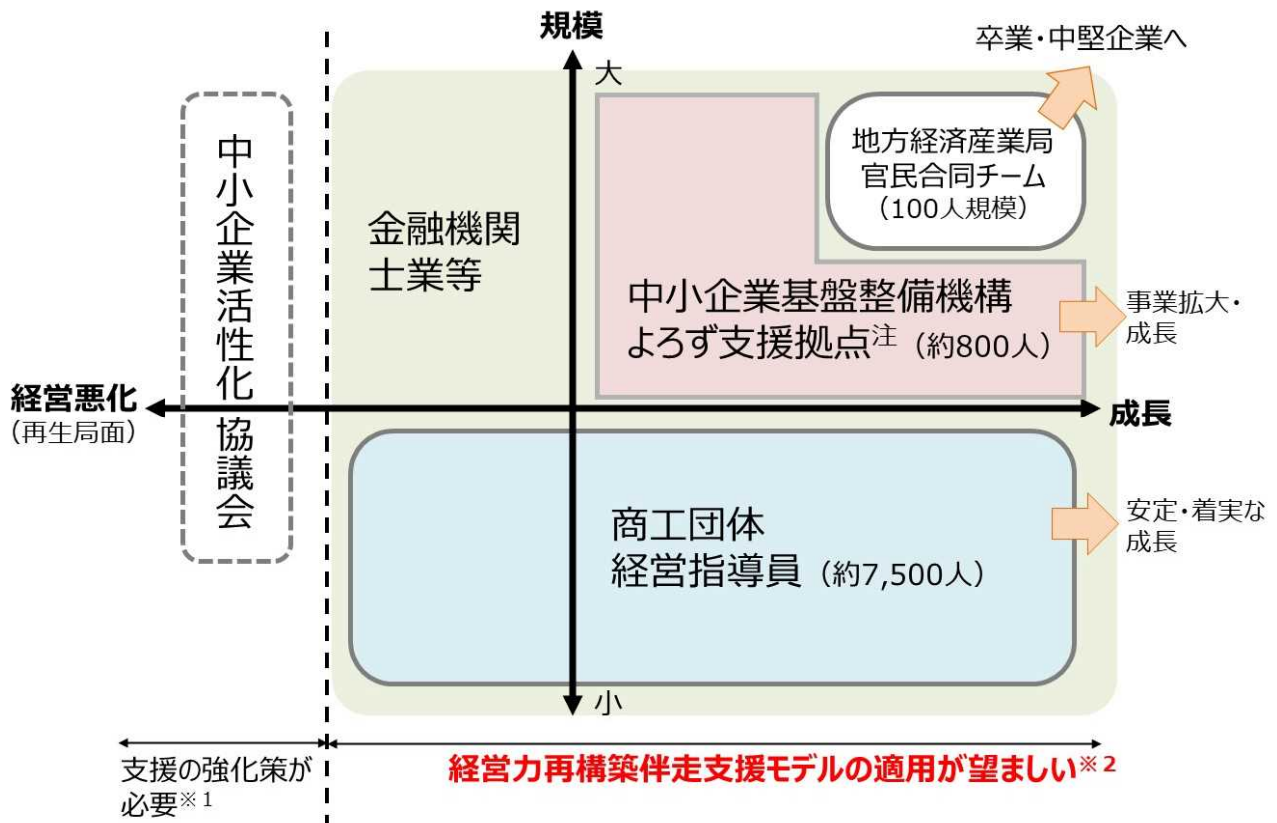 規模
大
卒業・中堅企業へ
中小企業活性化 協議会
金融機関
士業等
地方経済産業局
官民合同チーム
（100人規模）
中小企業基盤整備機構
よろず支援拠点注（約800人）
事業拡大・
成長
経営悪化
（再生局面）
成長
商工団体
経営指導員（約7,500人）
安定・着実な
成長
小
支援の強化策が
必要※1
経営力再構築伴走支援モデルの適用が望ましい※2